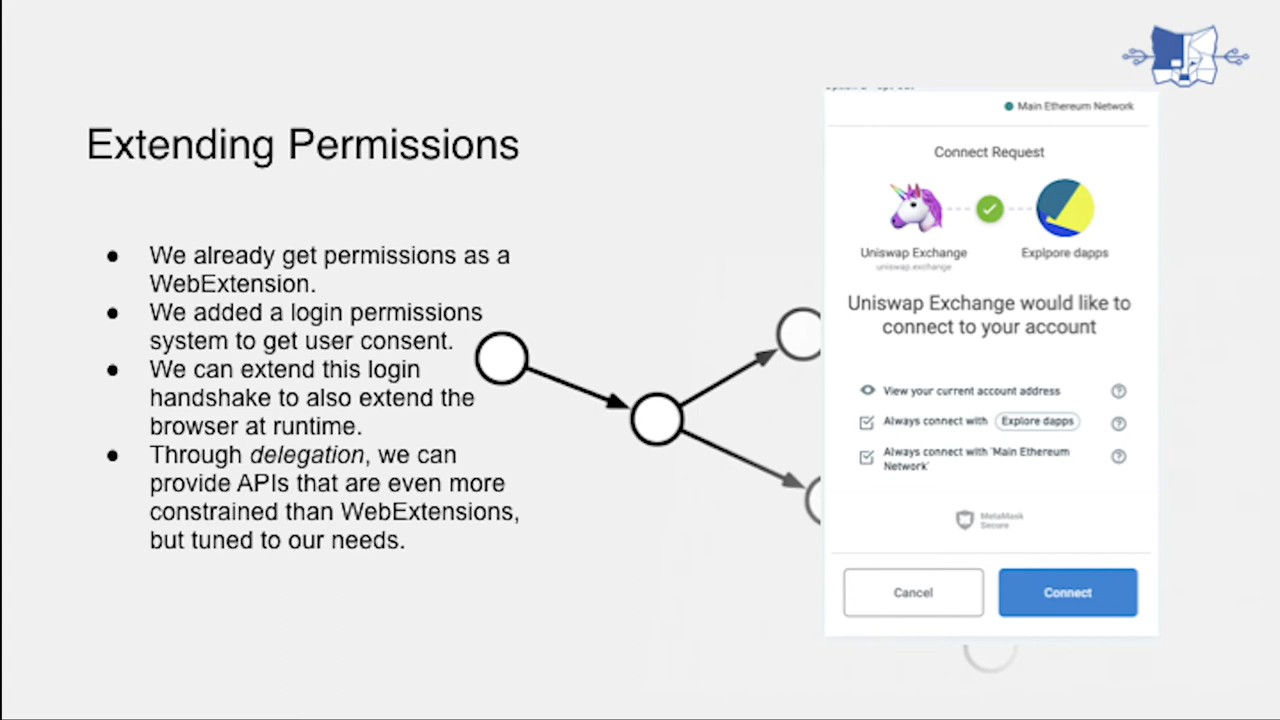 Extending Permissions
● We already get permissions as a
WebExtension.
● We added a login permissions
system to get user consent.
● We can extend this login
handshake to also extend the
browser at runtime.
● Through delegation, we can
provide APIs that are even more
constrained than WebExtensions,
but tuned to our needs.
Main Ethereum Network
Connect Request
Uniswap Exchange
uniswap.exchange
Explpore dapps
Uniswap Exchange would like to
connect to your account
View your current account address
Always connect with Explore dapps
Always connect with 'Main Ethereum
Network'
MetaMask
Secure
Cancel
Connect